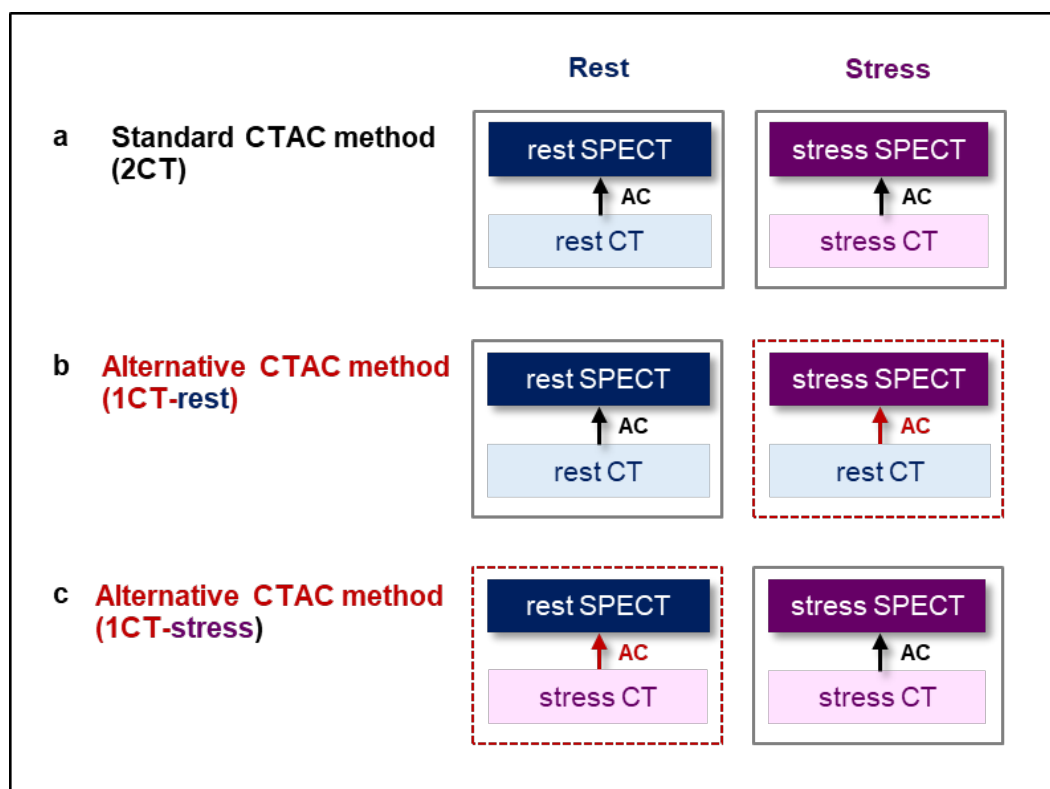 Rest Stress
a Standard CTAC method
(2CT)
rest SPECT stress SPECT
AC AC
rest CT stress CT
b Alternative CTAC method
(1CT-rest)
rest SPECT stress SPECT
AC AC
rest CT rest CT
c Alternative CTAC method
(1CT-stress)
rest SPECT stress SPECT
AC AC
stress CT stress CT